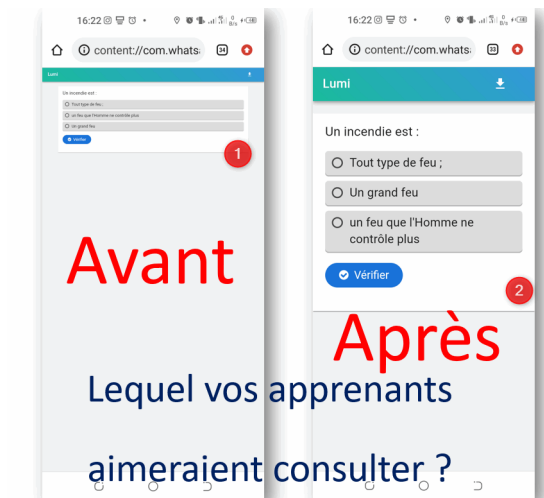 16:22
0 B/s
content://com.whats
34
Lumi
Un incendie est :
Tout type de feu ;
un feu que l'Homme ne contrôle plus
Un grand feu
Vérifier
1
Avant
16:22
0 B/s
content://com.whats
33
Lumi
Un incendie est :
Tout type de feu ;
Un grand feu
un feu que l'Homme ne
contrôle plus
Vérifier
2
Après
Lequel vos apprenants
aimeraient consulter ?